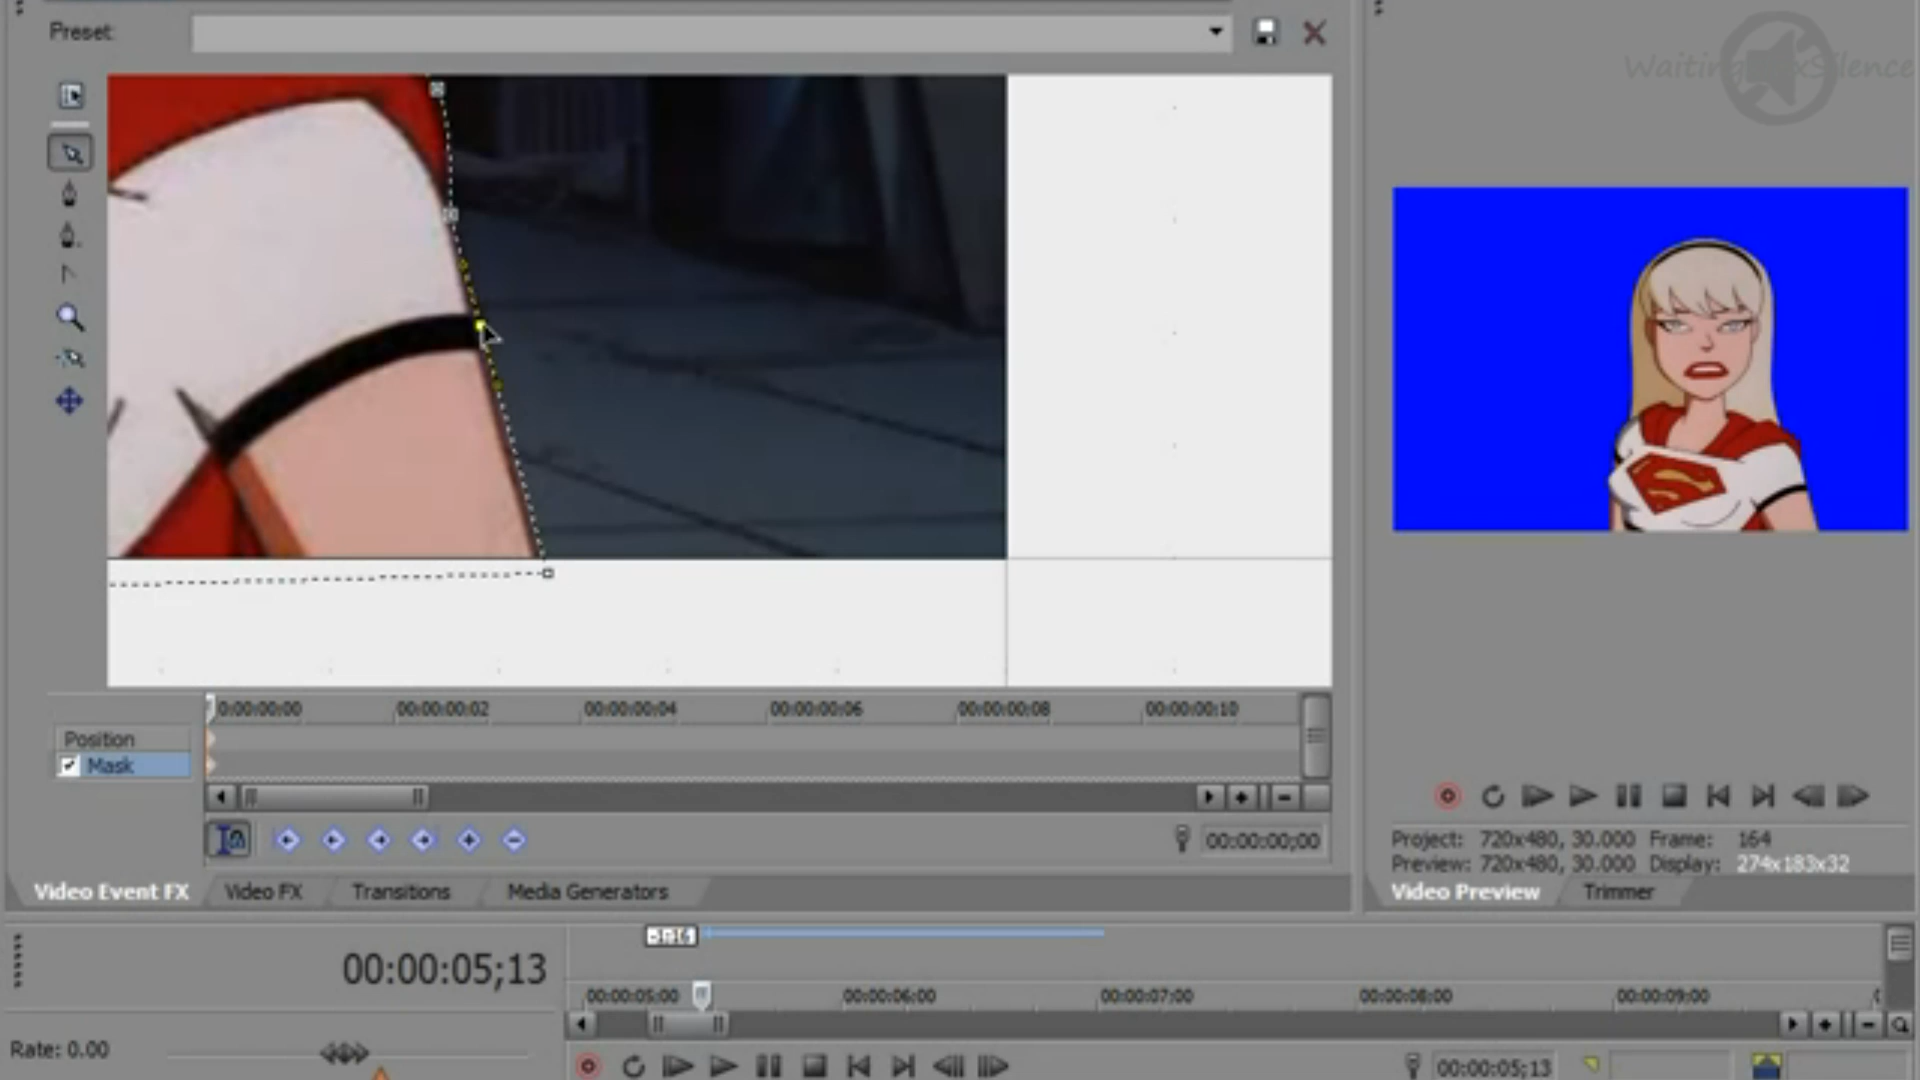 Preset:
0:00:00:00 00:00:00:02 00:00:00:04 00:00:00:06 00:00:00:08 00:00:00:10
Position
Mask
00:00:00;00
Project: 720x480, 30.000 Frame: 164
Preview: 720x480, 30.000 Display: 274x183x32
Video Event FX Video FX Transitions Media Generators
Video Preview Trimmer
00:00:05;13
00:00:05;00 00:00:06;00 00:00:07;00 00:00:08;00 00:00:09;00
Rate: 0.00
00:00:05;13